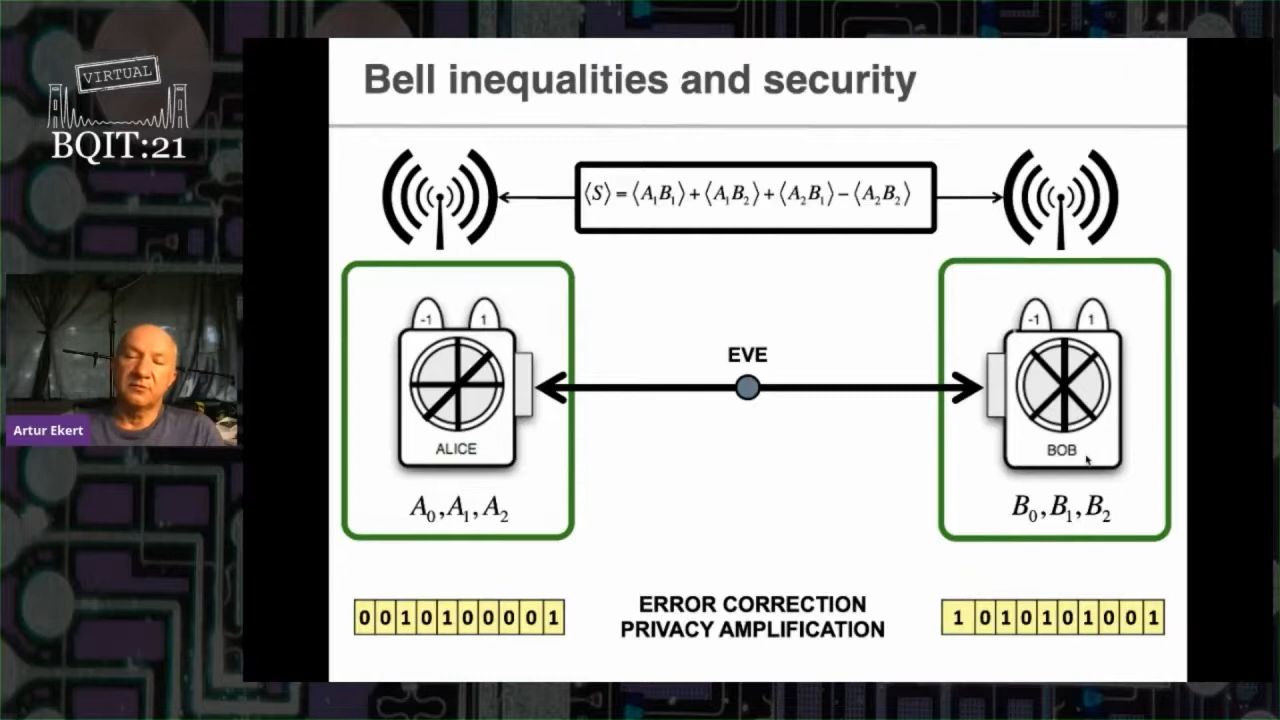 VIRTUAL
BQIT:21
Bell inequalities and security
⟨S⟩ = ⟨A₁B₁⟩ + ⟨A₁B₂⟩ + ⟨A₂B₁⟩ − ⟨A₂B₂⟩
EVE
-1 1
ALICE
A₀, A₁, A₂
-1 1
BOB
B₀, B₁, B₂
Artur Ekert
0 0 1 0 1 0 0 0 0 1
ERROR CORRECTION
PRIVACY AMPLIFICATION
1 0 1 0 1 0 1 0 0 1